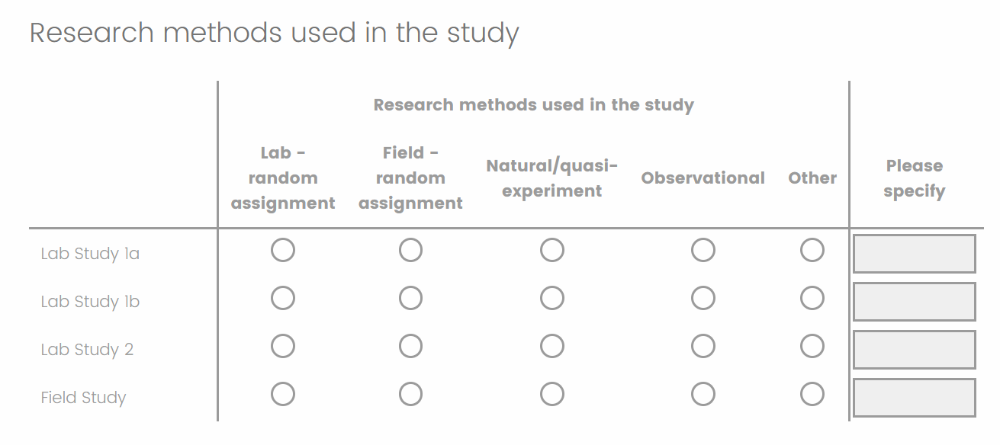 Research methods used in the study
Research methods used in the study
Lab -
random
assignment
Field -
random
assignment
Natural/quasi-
experiment
Observational
Other
Please
specify
Lab Study 1a
Lab Study 1b
Lab Study 2
Field Study